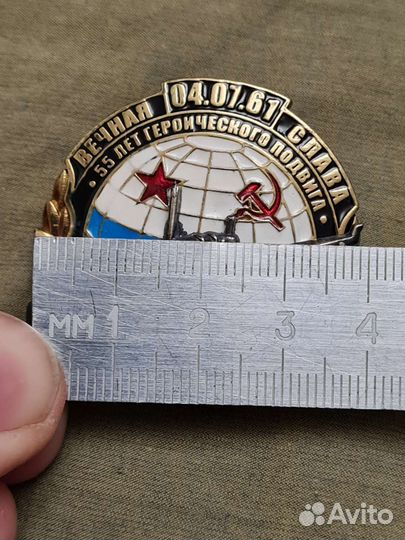 04.07.61
ВЕЧНАЯ СЛАВА
• 55 ЛЕТ ГЕРОИЧЕСКОГО ПОДВИГА •
мм 1 2 3 4
Avito